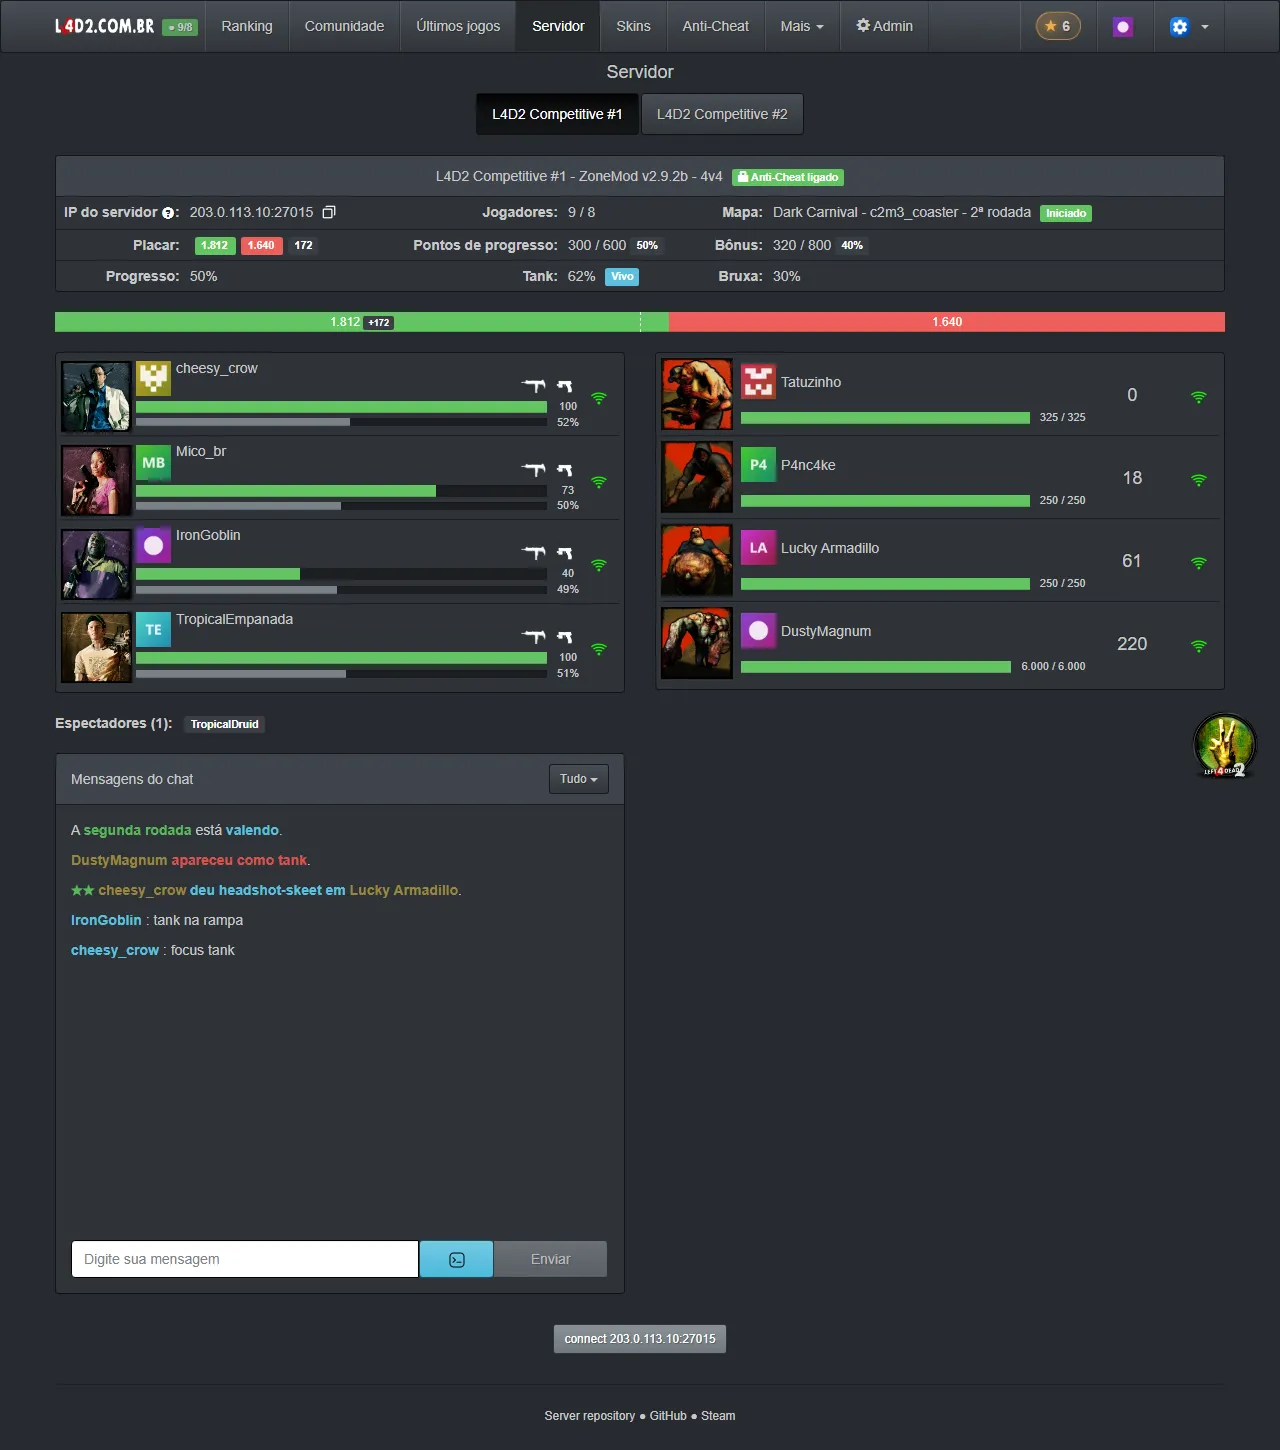 L4D2.COM.BR ● 9/8 Ranking Comunidade Últimos jogos Servidor Skins Anti-Cheat Mais Admin ★ 6
Servidor
L4D2 Competitive #1 L4D2 Competitive #2
L4D2 Competitive #1 - ZoneMod v2.9.2b - 4v4 Anti-Cheat ligado
IP do servidor ?: 203.0.113.10:27015 Jogadores: 9 / 8 Mapa: Dark Carnival - c2m3_coaster - 2ª rodada Iniciado
Placar: 1.812 1.640 172 Pontos de progresso: 300 / 600 50% Bônus: 320 / 800 40%
Progresso: 50% Tank: 62% Vivo Bruxa: 30%
1.812 +172 1.640
cheesy_crow
100
52%
MB Mico_br
73
50%
IronGoblin
40
49%
TE TropicalEmpanada
100
51%
Tatuzinho 0
325 / 325
P4 P4nc4ke 18
250 / 250
LA Lucky Armadillo 61
250 / 250
DustyMagnum 220
6.000 / 6.000
Espectadores (1): TropicalDruid
LEFT 4 DEAD 2
Mensagens do chat Tudo
A segunda rodada está valendo.
DustyMagnum apareceu como tank.
★★ cheesy_crow deu headshot-skeet em Lucky Armadillo.
IronGoblin : tank na rampa
cheesy_crow : focus tank
Digite sua mensagem Enviar
connect 203.0.113.10:27015
Server repository ● GitHub ● Steam